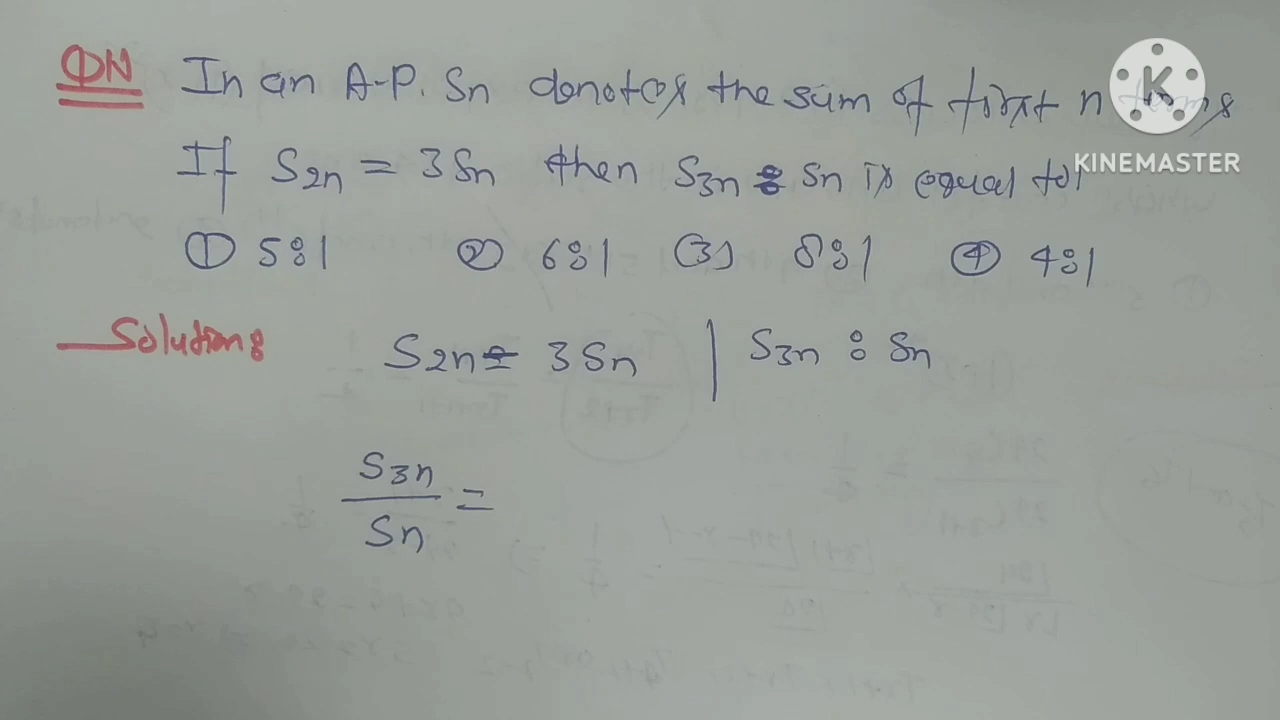 QN In an A-P. Sn denotes the sum of first n terms
If S2n = 3Sn then S3n : Sn is equal to:
① 5:1 ② 6:1 (3) 8:1 ④ 4:1
Solution: S2n = 3Sn | S3n : Sn
S3n
Sn
=
K
KINEMASTER